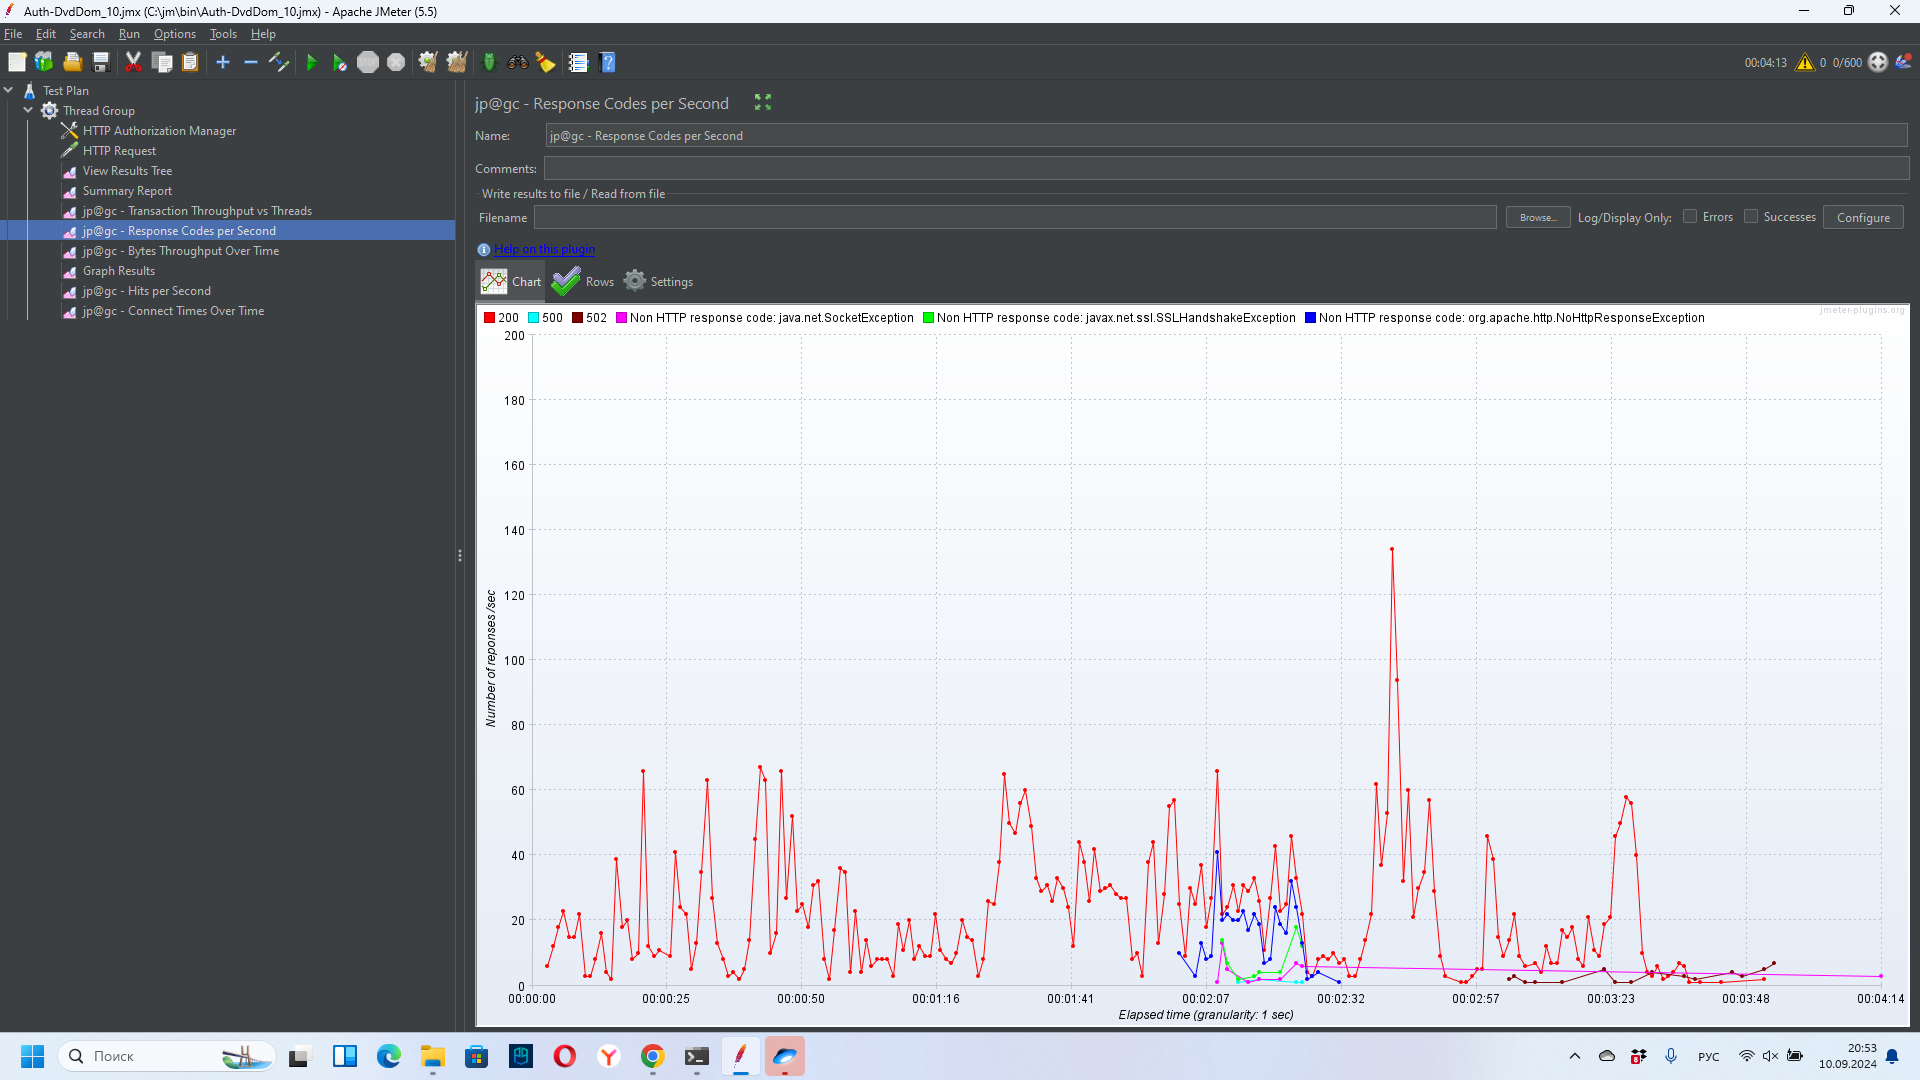 Auth-DvdDom_10.jmx (C:\jm\bin\Auth-DvdDom_10.jmx) - Apache JMeter (5.5)
File Edit Search Run Options Tools Help
00:04:13 0 0/600
Test Plan
Thread Group
HTTP Authorization Manager
HTTP Request
View Results Tree
Summary Report
jp@gc - Transaction Throughput vs Threads
jp@gc - Response Codes per Second
jp@gc - Bytes Throughput Over Time
Graph Results
jp@gc - Hits per Second
jp@gc - Connect Times Over Time
jp@gc - Response Codes per Second
Name: jp@gc - Response Codes per Second
Comments:
Write results to file / Read from file
Filename Browse... Log/Display Only: Errors Successes Configure
Help on this plugin
Chart Rows Settings
200 500 502 Non HTTP response code: java.net.SocketException Non HTTP response code: javax.net.ssl.SSLHandshakeException Non HTTP response code: org.apache.http.NoHttpResponseException
jmeter-plugins.org
200
180
160
140
120
100
80
60
40
20
0
Number of reponses /sec
00:00:00 00:00:25 00:00:50 00:01:16 00:01:41 00:02:07 00:02:32 00:02:57 00:03:23 00:03:48 00:04:14
Elapsed time (granularity: 1 sec)
Поиск
РУС
20:53
10.09.2024